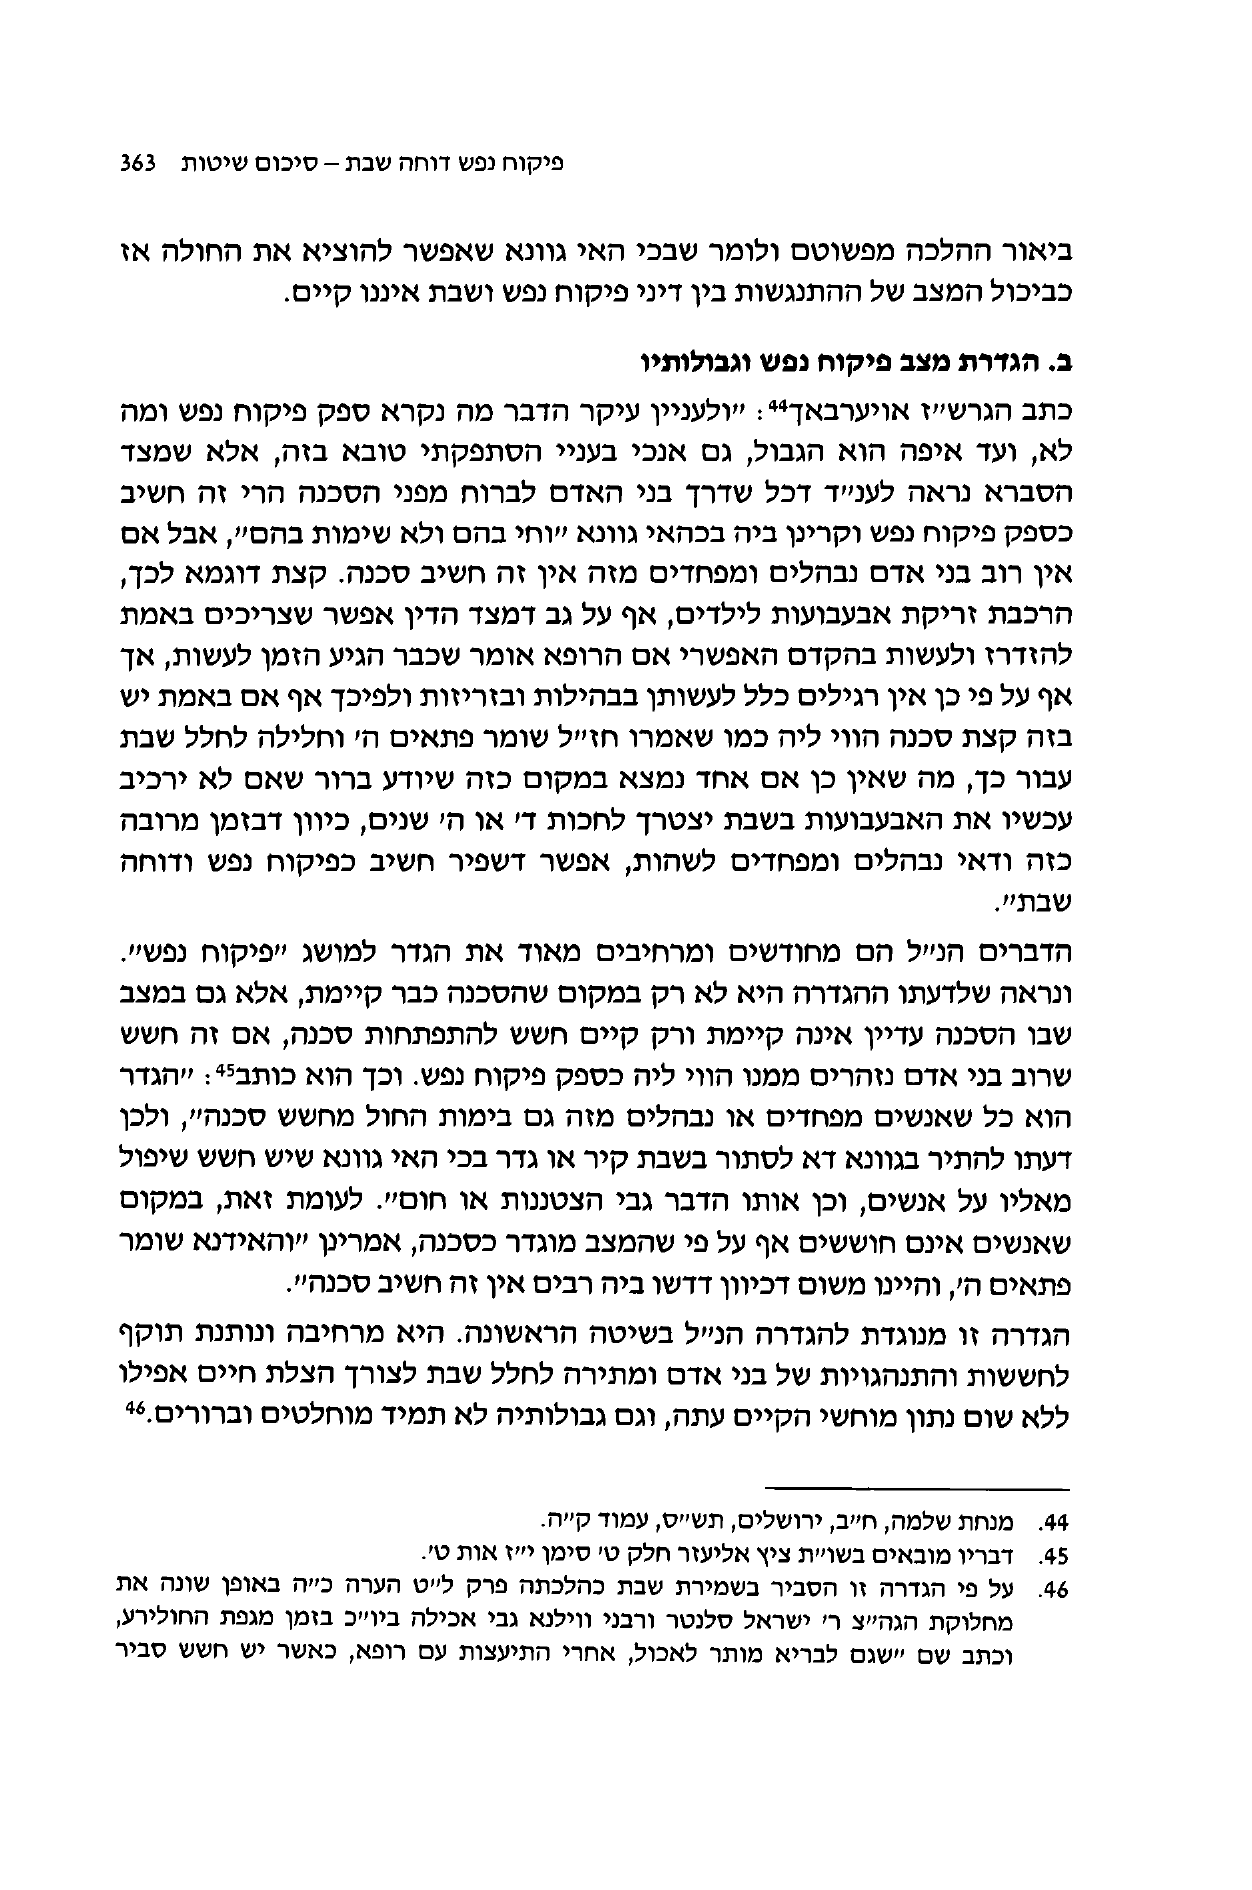 פיקוח נפש דוחה שבת – סיכום שיטות 363
ביאור ההלכה מפשוטם ולומר שבכי האי גוונא שאפשר להוציא את החולה אז
כביכול המצב של ההתנגשות בין דיני פיקוח נפש ושבת איננו קיים.
ב. הגדרת מצב פיקוח נפש וגבולותיו
כתב הגרש״ז אויערבאך44: ״ולעניין עיקר הדבר מה נקרא ספק פיקוח נפש ומה
לא, ועד איפה הוא הגבול, גם אנכי בעניי הסתפקתי טובא בזה, אלא שמצד
הסברא נראה לענ״ד דכל שדרך בני האדם לברוח מפני הסכנה הרי זה חשיב
כספק פיקוח נפש וקרינן ביה בכהאי גוונא ״וחי בהם ולא שימות בהם״, אבל אם
אין רוב בני אדם נבהלים ומפחדים מזה אין זה חשיב סכנה. קצת דוגמא לכך,
הרכבת זריקת אבעבועות לילדים, אף על גב דמצד הדין אפשר שצריכים באמת
להזדרז ולעשות בהקדם האפשרי אם הרופא אומר שכבר הגיע הזמן לעשות, אך
אף על פי כן אין רגילים כלל לעשותן בבהילות ובזריזות ולפיכך אף אם באמת יש
בזה קצת סכנה הווי ליה כמו שאמרו חז״ל שומר פתאים ה׳ וחלילה לחלל שבת
עבור כך, מה שאין כן אם אחד נמצא במקום כזה שיודע ברור שאם לא ירכיב
עכשיו את האבעבועות בשבת יצטרך לחכות ד׳ או ה׳ שנים, כיוון דבזמן מרובה
כזה ודאי נבהלים ומפחדים לשהות, אפשר דשפיר חשיב כפיקוח נפש ודוחה
שבת״.
הדברים הנ״ל הם מחודשים ומרחיבים מאוד את הגדר למושג ״פיקוח נפש״.
ונראה שלדעתו ההגדרה היא לא רק במקום שהסכנה כבר קיימת, אלא גם במצב
שבו הסכנה עדיין אינה קיימת ורק קיים חשש להתפתחות סכנה, אם זה חשש
שרוב בני אדם נזהרים ממנו הווי ליה כספק פיקוח נפש. וכך הוא כותב45: ״הגדר
הוא כל שאנשים מפחדים או נבהלים מזה גם בימות החול מחשש סכנה״, ולכן
דעתו להתיר בגוונא דא לסתור בשבת קיר או גדר בכי האי גוונא שיש חשש שיפול
מאליו על אנשים, וכן אותו הדבר גבי הצטננות או חום״. לעומת זאת, במקום
שאנשים אינם חוששים אף על פי שהמצב מוגדר כסכנה, אמרינן ״והאידנא שומר
פתאים ה׳, והיינו משום דכיוון דדשו ביה רבים אין זה חשיב סכנה״.
הגדרה זו מנוגדת להגדרה הנ״ל בשיטה הראשונה. היא מרחיבה ונותנת תוקף
לחששות והתנהגויות של בני אדם ומתירה לחלל שבת לצורך הצלת חיים אפילו
ללא שום נתון מוחשי הקיים עתה, וגם גבולותיה לא תמיד מוחלטים וברורים.46
44. מנחת שלמה, ח״ב, ירושלים, תש״ס, עמוד ק״ה.
45. דבריו מובאים בשו״ת ציץ אליעזר חלק ט׳ סימן י״ז אות ט׳.
46. על פי הגדרה זו הסביר בשמירת שבת כהלכתה פרק ל״ט הערה כ״ה באופן שונה את
מחלוקת הגה״צ ר׳ ישראל סלנטר ורבני ווילנא גבי אכילה ביו״כ בזמן מגפת החולירע,
וכתב שם ״שגם לבריא מותר לאכול, אחרי התיעצות עם רופא, כאשר יש חשש סביר